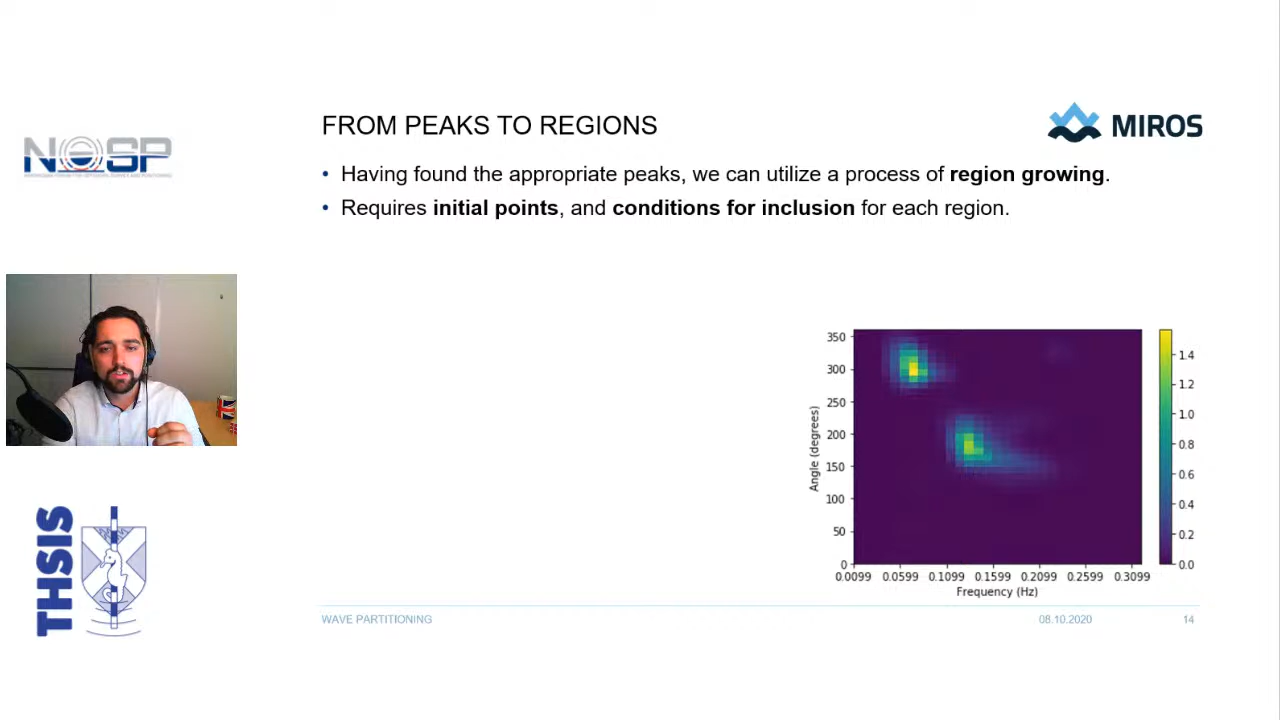 NOSP
FROM PEAKS TO REGIONS
MIROS
• Having found the appropriate peaks, we can utilize a process of region growing.
• Requires initial points, and conditions for inclusion for each region.
THSIS
Angle (degrees)
350
300
250
200
150
100
50
0
0.0099 0.0599 0.1099 0.1599 0.2099 0.2599 0.3099
Frequency (Hz)
1.4
1.2
1.0
0.8
0.6
0.4
0.2
0.0
WAVE PARTITIONING
08.10.2020
14